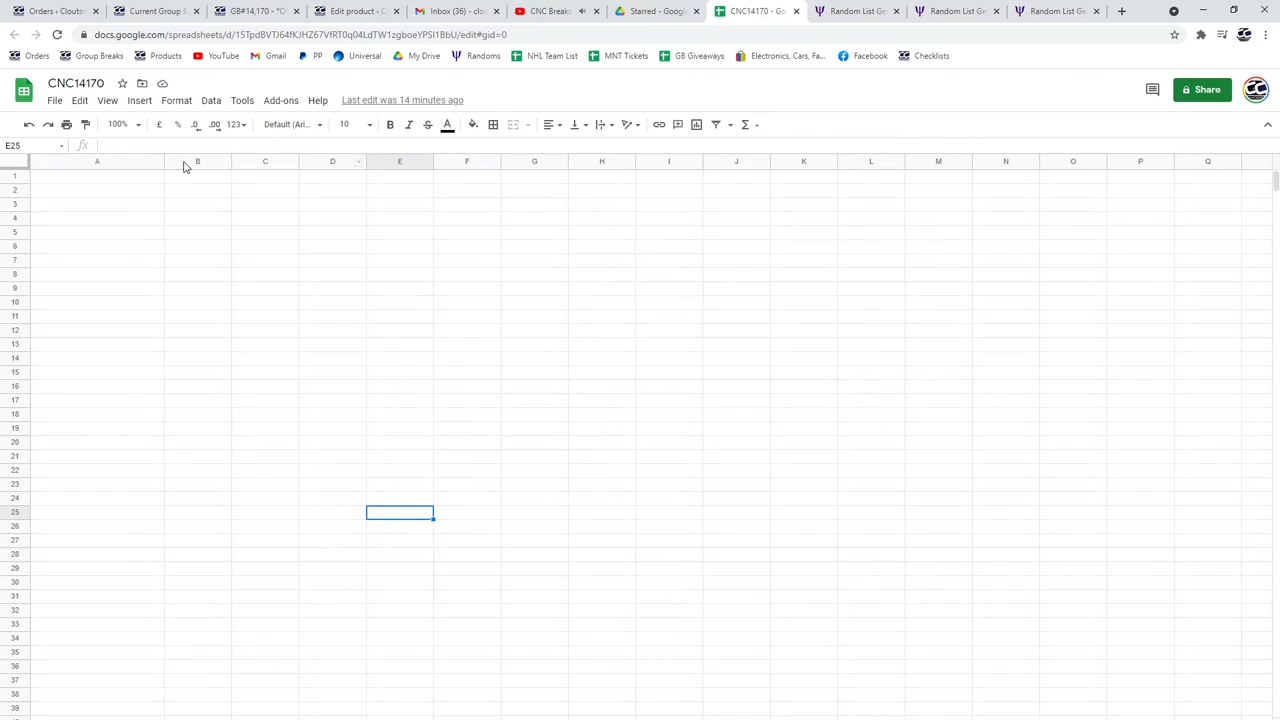 Orders ‹ Clouts
Current Group B
GB#14,170 - "C
Edit product ‹ C
Inbox (36) - clou
CNC Breaks
Starred - Googl
CNC14170 - Go
Random List Ge
Random List Gen
Random List Ge
docs.google.com/spreadsheets/d/15TpdBVTJ64fKJHZ67VfRT0q04LdTW1zgboeYPSI1BbU/edit#gid=0
Orders
Group Breaks
Products
YouTube
Gmail
PP
Universal
My Drive
Randoms
NHL Team List
MNT Tickets
GB Giveaways
Electronics, Cars, Fa...
Facebook
Checklists
CNC14170
File Edit View Insert Format Data Tools Add-ons Help Last edit was 14 minutes ago
Share
100% £ % .0 .00 123 Default (Ari... 10 B I S A Σ
E25 fx
A B C D E F G H I J K L M N O P Q
1
2
3
4
5
6
7
8
9
10
11
12
13
14
15
16
17
18
19
20
21
22
23
24
25
26
27
28
29
30
31
32
33
34
35
36
37
38
39